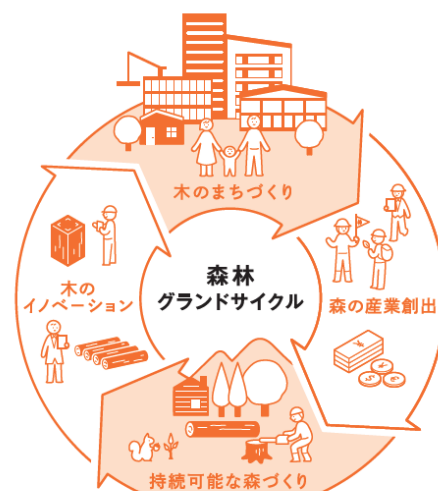 木のまちづくり
森林
グランドサイクル
木の
イノベーション
森の産業創出
持続可能な森づくり